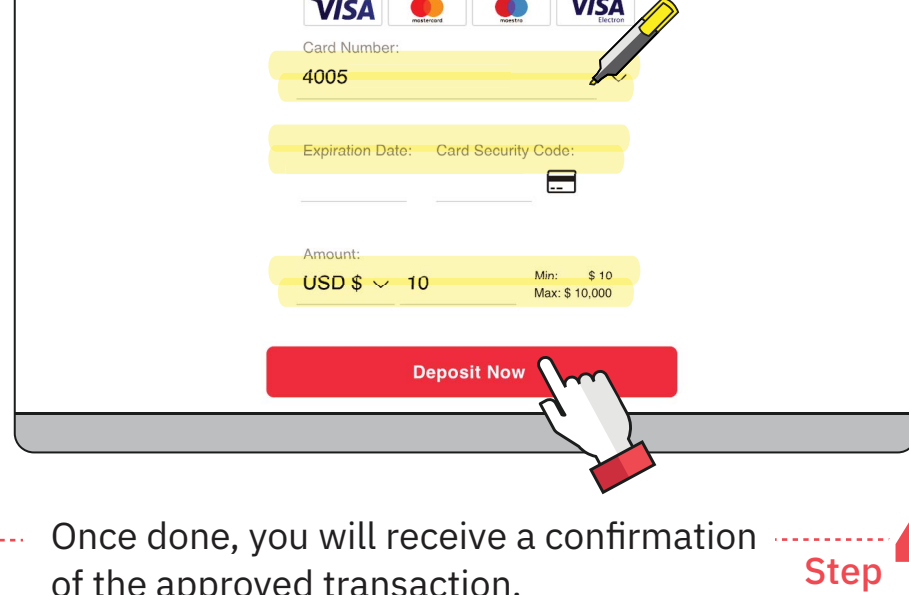 VISA mastercard maestro VISA Electron
Card Number:
4005
Expiration Date: Card Security Code:
Amount:
USD $ 10 Min: $ 10
Max: $ 10,000
Deposit Now
Once done, you will receive a confirmation
of the approved transaction.
Step